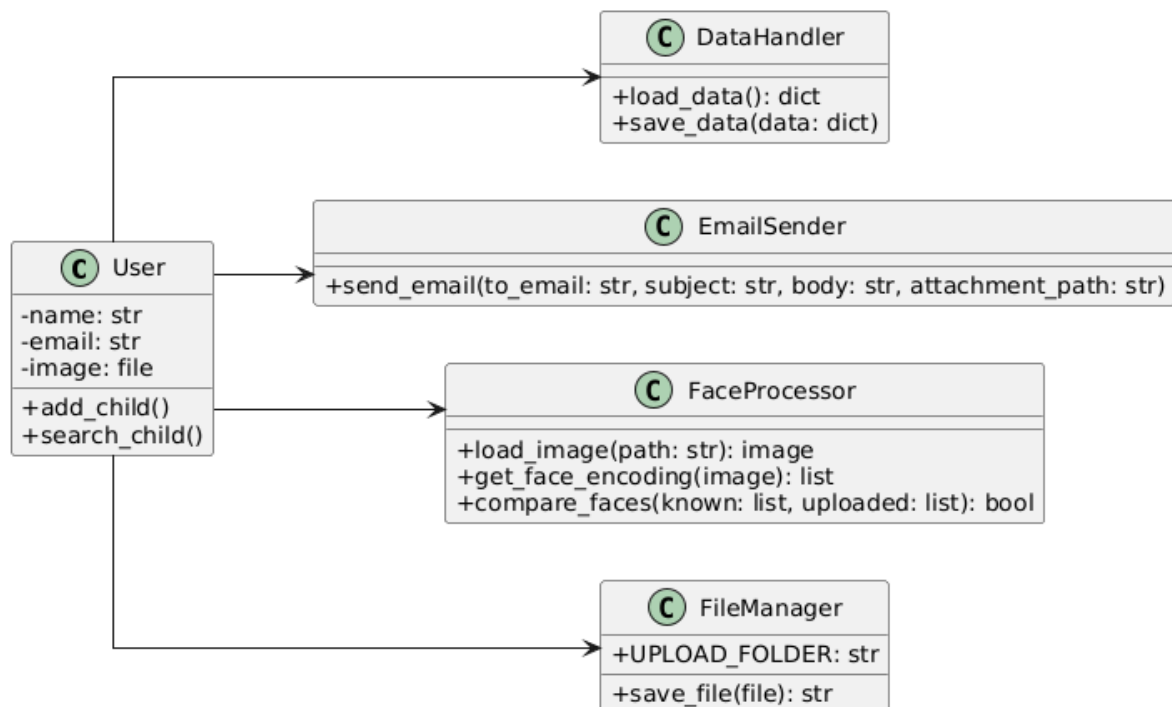 C DataHandler
+load_data(): dict
+save_data(data: dict)
C EmailSender
+send_email(to_email: str, subject: str, body: str, attachment_path: str)
C User
-name: str
-email: str
-image: file
+add_child()
+search_child()
C FaceProcessor
+load_image(path: str): image
+get_face_encoding(image): list
+compare_faces(known: list, uploaded: list): bool
C FileManager
+UPLOAD_FOLDER: str
+save_file(file): str